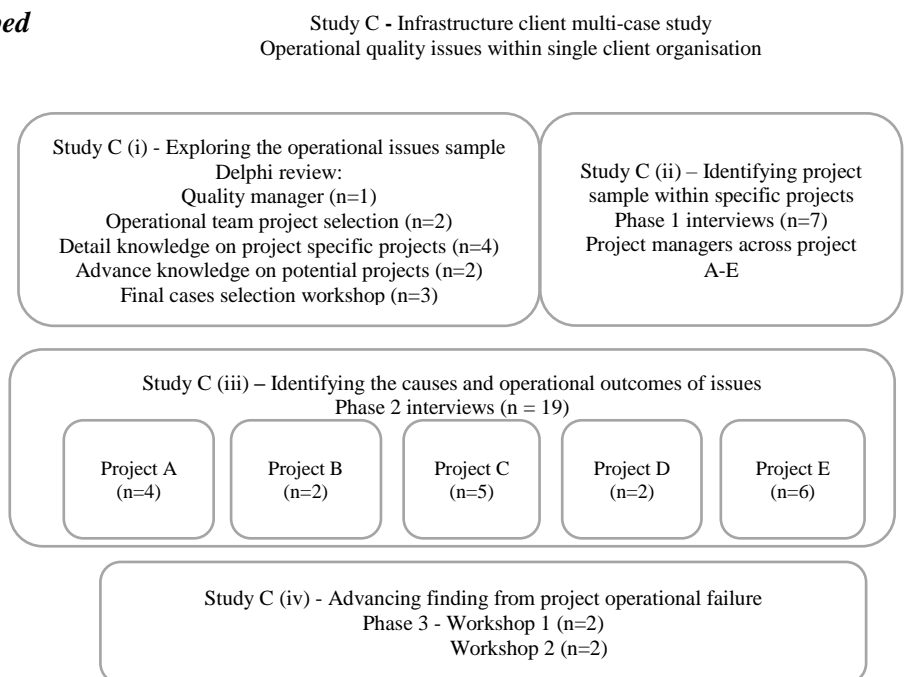 Study C - Infrastructure client multi-case study
Operational quality issues within single client organisation
Study C (i) - Exploring the operational issues sample
Delphi review:
Quality manager (n=1)
Operational team project selection (n=2)
Detail knowledge on project specific projects (n=4)
Advance knowledge on potential projects (n=2)
Final cases selection workshop (n=3)
Study C (ii) – Identifying project
sample within specific projects
Phase 1 interviews (n=7)
Project managers across project
A-E
Study C (iii) – Identifying the causes and operational outcomes of issues
Phase 2 interviews (n = 19)
Project A
(n=4)
Project B
(n=2)
Project C
(n=5)
Project D
(n=2)
Project E
(n=6)
Study C (iv) - Advancing finding from project operational failure
Phase 3 - Workshop 1 (n=2)
Workshop 2 (n=2)